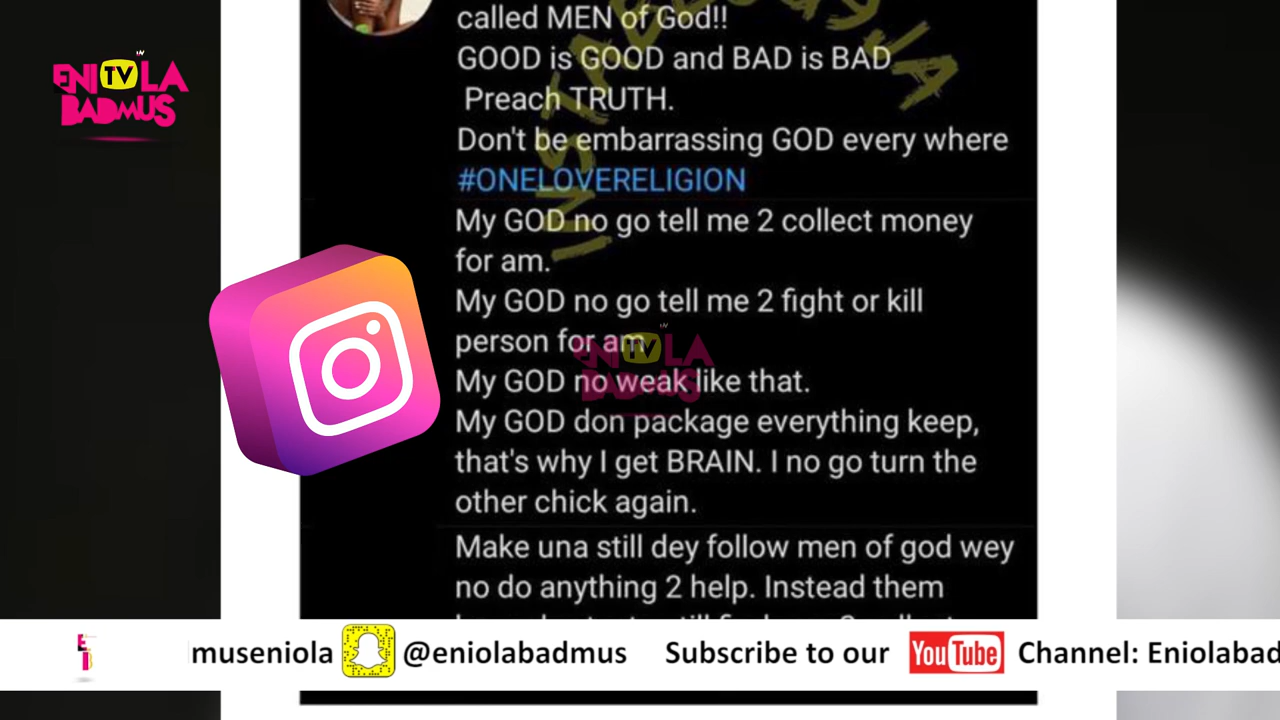 ENIOLA
TV
BADMUS
called MEN of God!!
GOOD is GOOD and BAD is BAD
Preach TRUTH.
Don't be embarrassing GOD every where
#ONELOVERELIGION
My GOD no go tell me 2 collect money
for am.
My GOD no go tell me 2 fight or kill
person for am
My GOD no weak like that.
My GOD don package everything keep,
that's why I get BRAIN. I no go turn the
other chick again.
Make una still dey follow men of god wey
no do anything 2 help. Instead them
museniola @eniolabadmus Subscribe to our YouTube Channel: Eniolabad